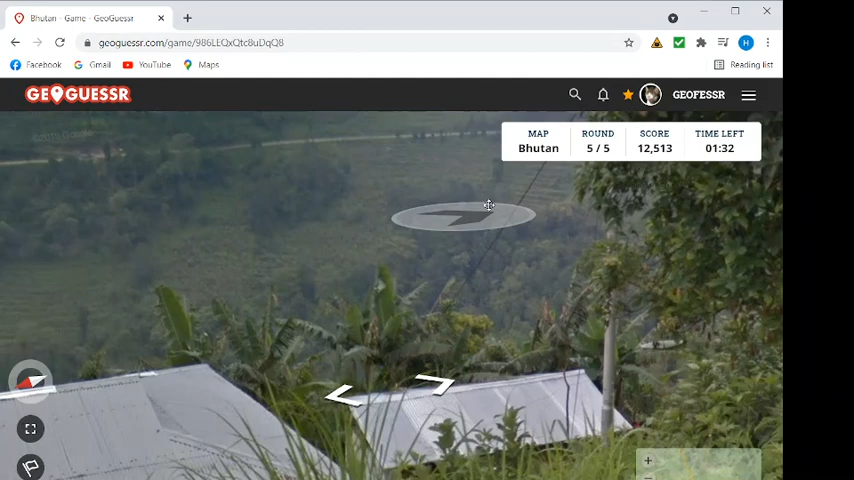 Bhutan - Game - GeoGuessr
geoguessr.com/game/986LEQxQtc8uDqQ8
H
Facebook
Gmail
YouTube
Maps
Reading list
GEOGUESSR
GEOFESSR
MAP
ROUND
SCORE
TIME LEFT
Bhutan
5 / 5
12,513
01:32